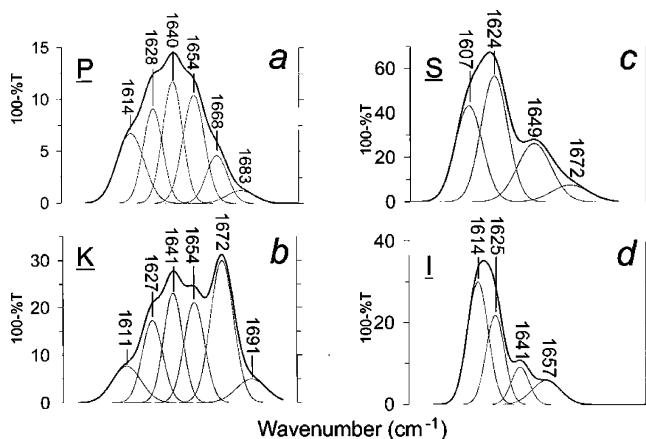 P
a
100-%T
15
10
5
0
1614
1628
1640
1654
1668
1683
S
c
100-%T
60
40
20
0
1607
1624
1649
1672
K
b
100-%T
30
20
10
0
1611
1627
1641
1654
1672
1691
I
d
100-%T
40
20
0
1614
1625
1641
1657
Wavenumber (cm⁻¹)